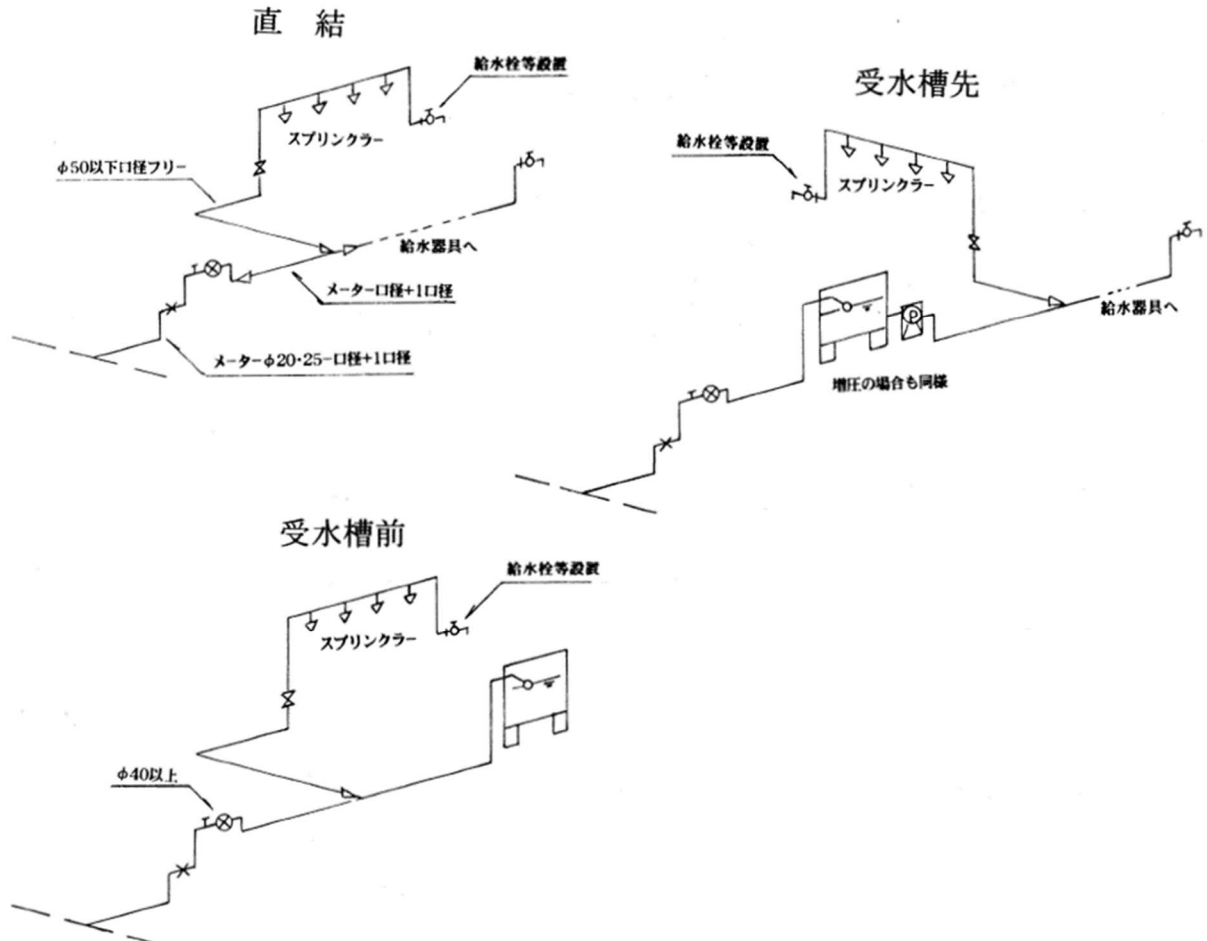 直 結
給水栓等設置
スプリンクラー
φ50以下口径フリー
給水器具へ
メーター口径+1口径
メーターφ20・25ー口径+1口径
受水槽先
給水栓等設置
スプリンクラー
P
給水器具へ
増圧の場合も同様
受水槽前
給水栓等設置
スプリンクラー
φ40以上